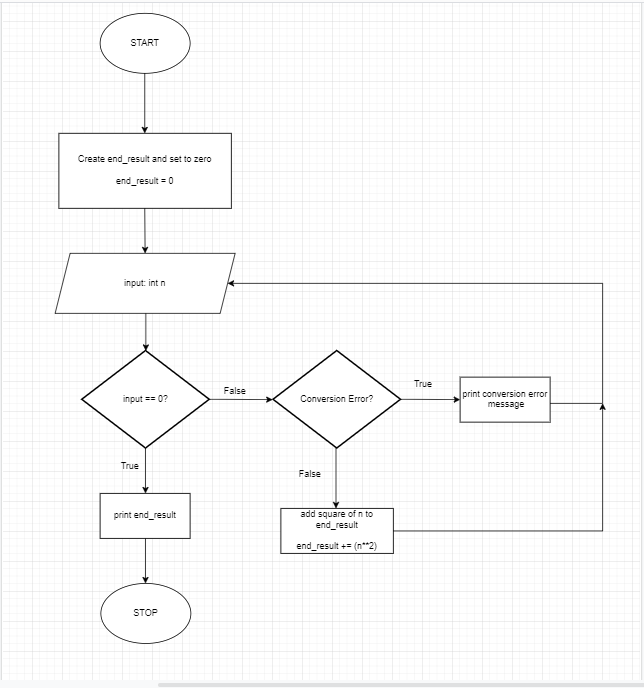 START
Create end_result and set to zero
end_result = 0
input: int n
input == 0?
False
Conversion Error?
True
print conversion error
message
True
False
print end_result
add square of n to
end_result
end_result += (n**2)
STOP